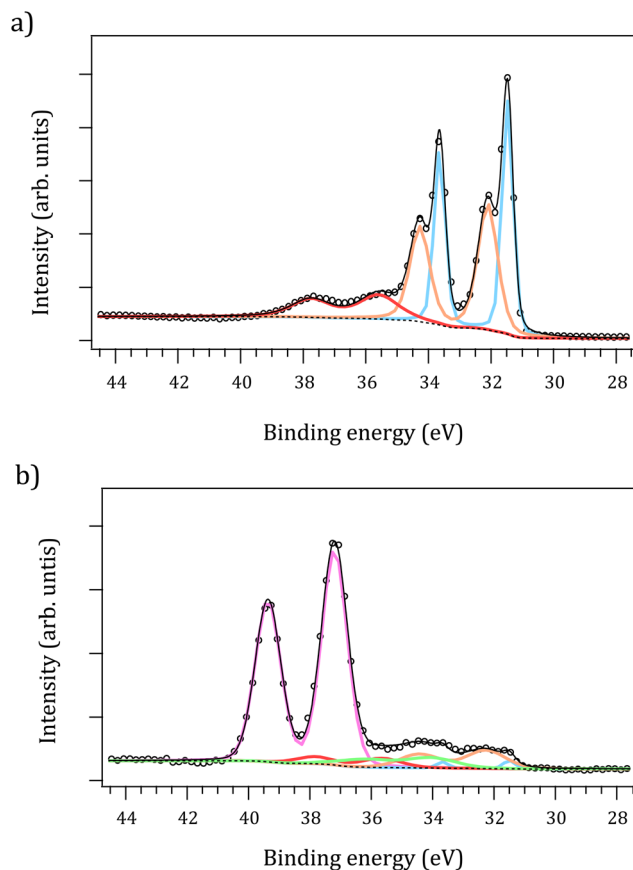 a)
Intensity (arb. units)
44 42 40 38 36 34 32 30 28
Binding energy (eV)
b)
Intensity (arb. untis)
44 42 40 38 36 34 32 30 28
Binding energy (eV)